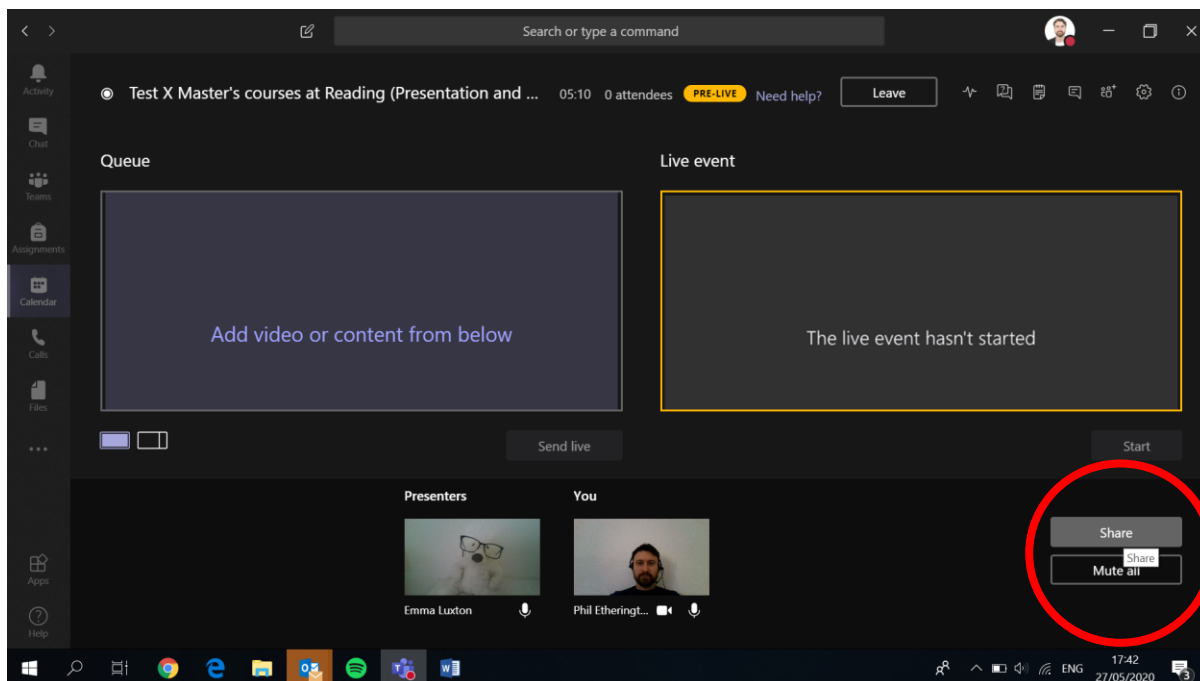 Search or type a command
Activity
Chat
Teams
Assignments
Calendar
Calls
Files
Apps
Help
Test X Master's courses at Reading (Presentation and ... 05:10 0 attendees PRE-LIVE Need help? Leave
Queue
Live event
Add video or content from below
The live event hasn't started
Send live
Start
Presenters
You
Emma Luxton
Phil Etheringt...
Share
Share
Mute all
ENG
17:42
27/05/2020
3